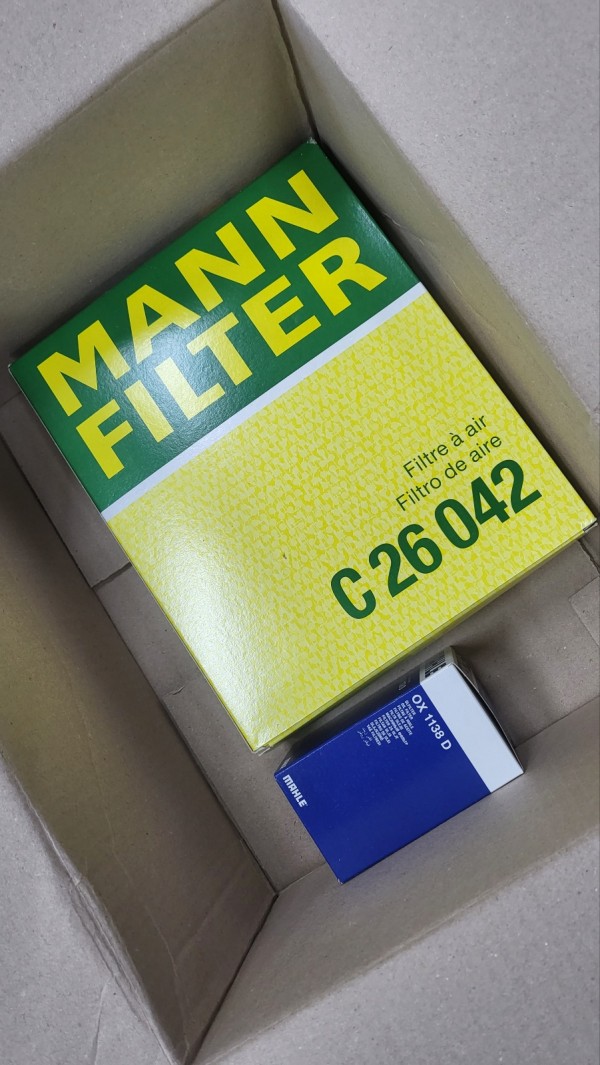 MANN
FILTER
Filtre à air
Filtro de aire
C 26 042
OX 1138 D
MAHLE